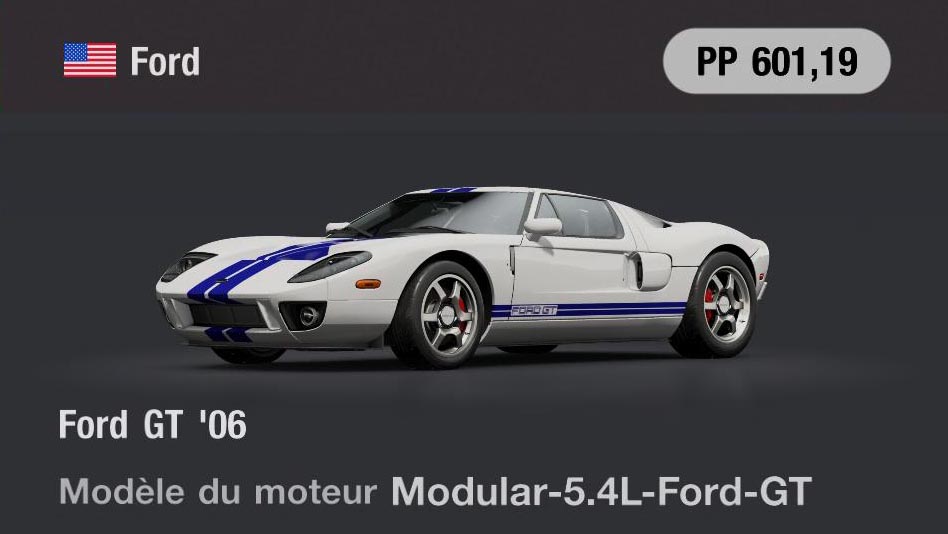 Ford
PP 601,19
FORD GT
Ford GT '06
Modèle du moteur Modular-5.4L-Ford-GT